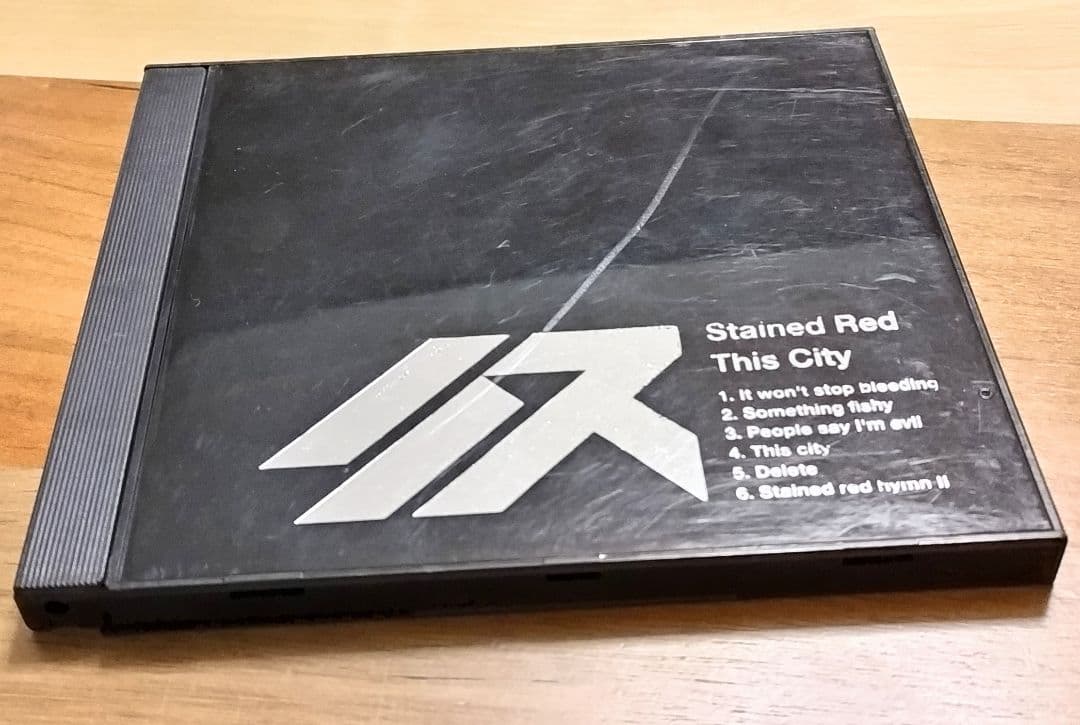 Stained Red
This City
1. It won't stop bleeding
2. Something fishy
3. People say I'm evil
4. This city
5. Delete
6. Stained red hymn II